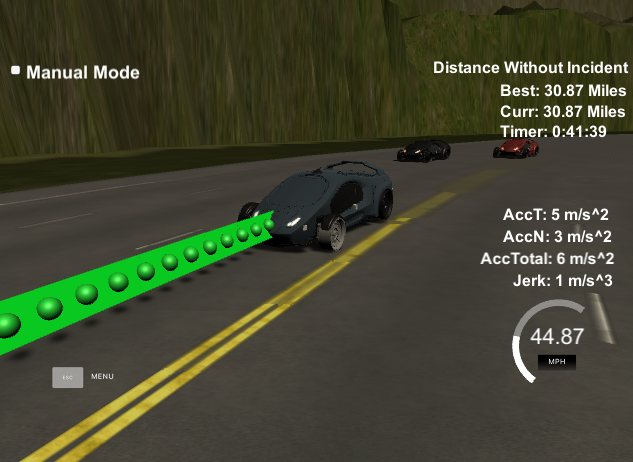 Manual Mode
Distance Without Incident
Best: 30.87 Miles
Curr: 30.87 Miles
Timer: 0:41:39
AccT: 5 m/s^2
AccN: 3 m/s^2
AccTotal: 6 m/s^2
Jerk: 1 m/s^3
44.87
MPH
ESC
MENU